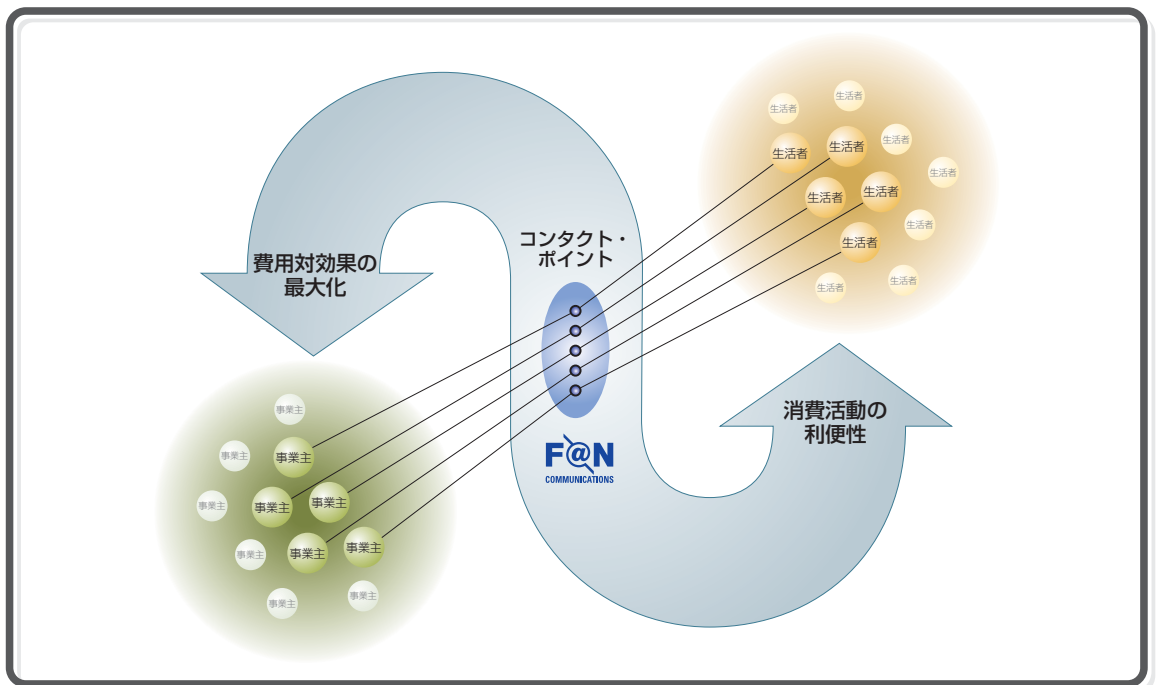 生活者
生活者
生活者
生活者
生活者
生活者
生活者
生活者
生活者
生活者
生活者
生活者
コンタクト・
ポイント
費用対効果の
最大化
F@N
COMMUNICATIONS
消費活動の
利便性
事業主
事業主
事業主
事業主
事業主
事業主
事業主
事業主
事業主
事業主
事業主